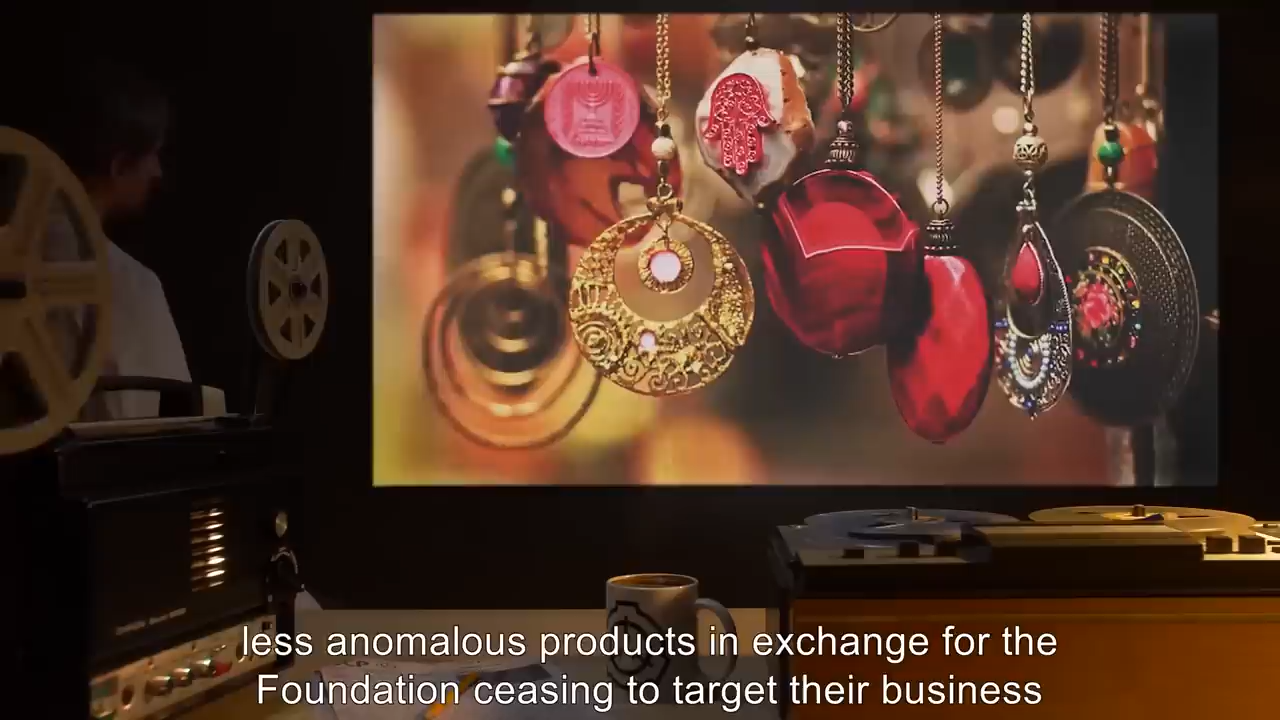 less anomalous products in exchange for the
Foundation ceasing to target their business